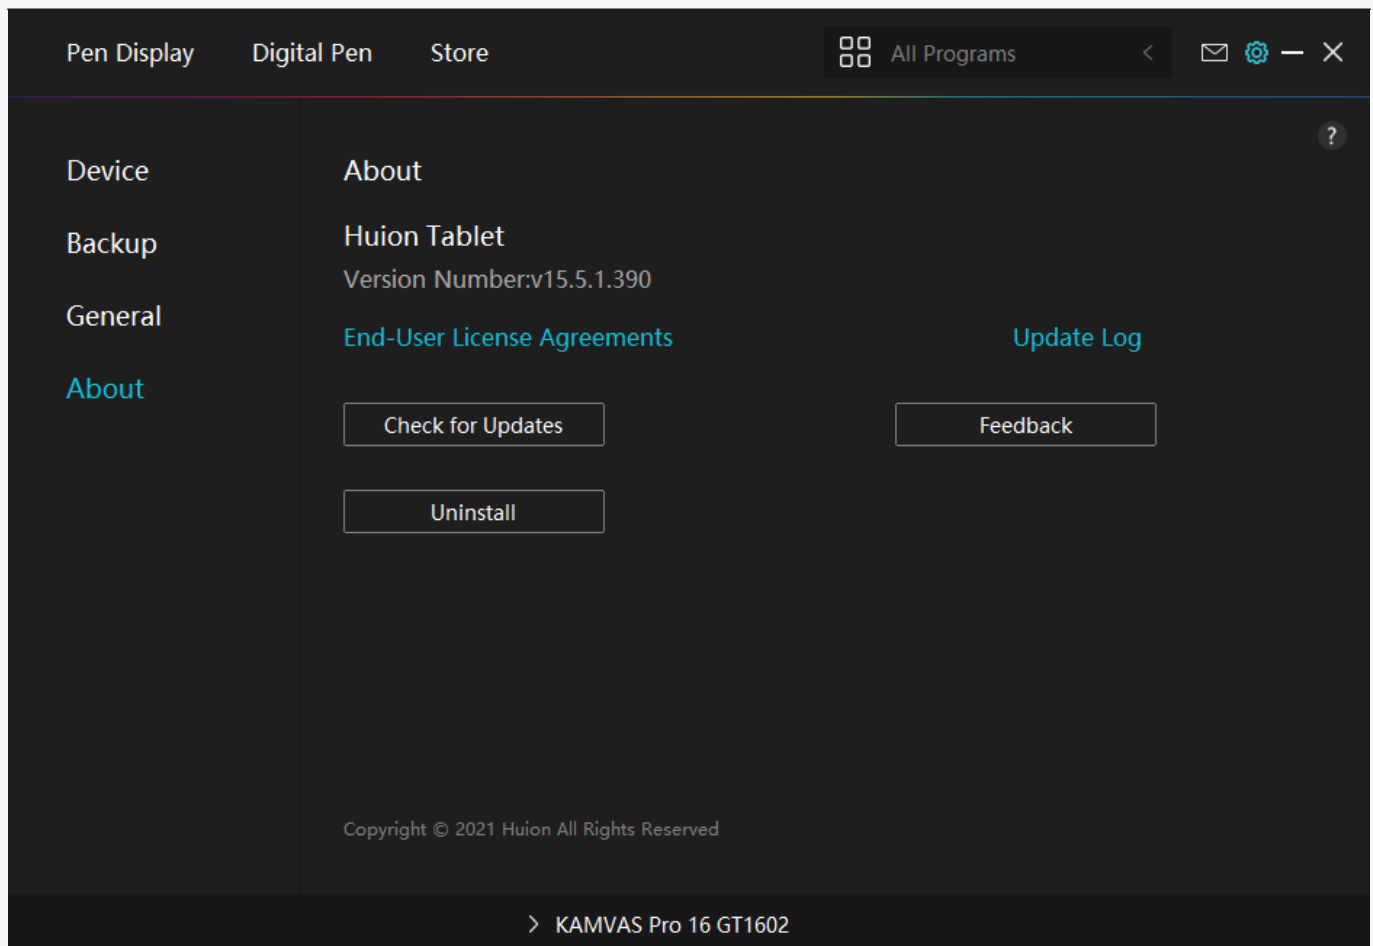 Pen Display Digital Pen Store All Programs
?
Device
Backup
General
About
About
Huion Tablet
Version Number:v15.5.1.390
End-User License Agreements Update Log
Check for Updates Feedback
Uninstall
Copyright © 2021 Huion All Rights Reserved
KAMVAS Pro 16 GT1602